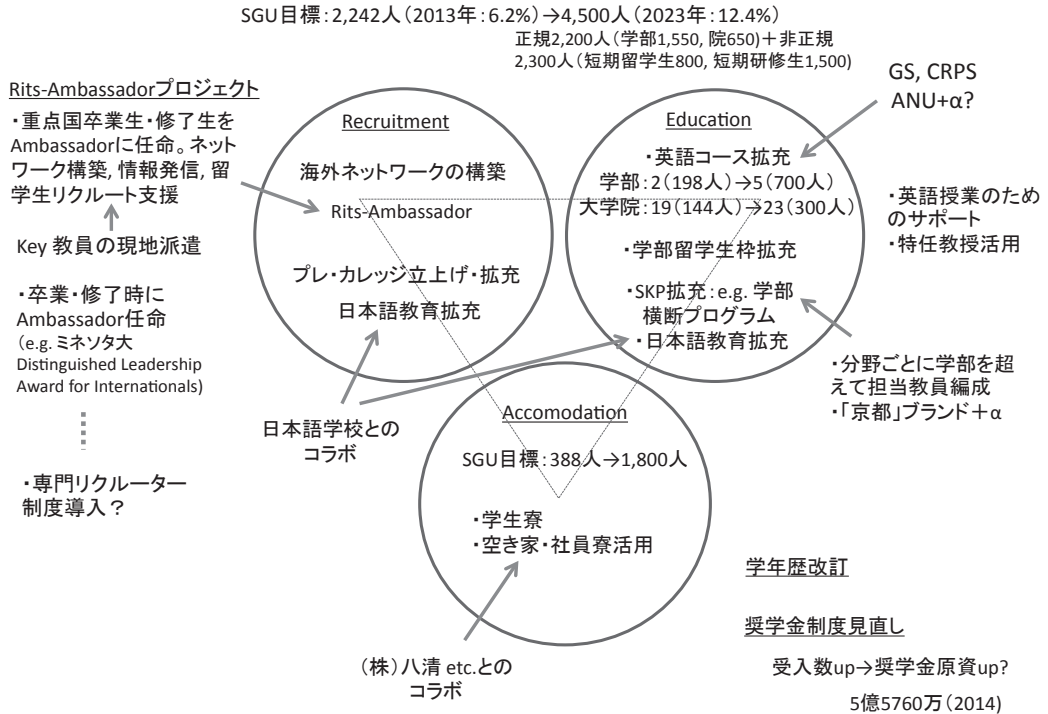 SGU目標：2,242人（2013年：6.2%）→4,500人（2023年：12.4%）
正規2,200人（学部1,550, 院650）＋非正規
2,300人（短期留学生800, 短期研修生1,500）
Rits-Ambassadorプロジェクト
・重点国卒業生・修了生を
Ambassadorに任命。ネット
ワーク構築, 情報発信, 留
学生リクルート支援
Key 教員の現地派遣
・卒業・修了時に
Ambassador任命
（e.g. ミネソタ大
Distinguished Leadership
Award for Internationals)
・専門リクルーター
制度導入？
Recruitment
海外ネットワークの構築
Rits-Ambassador
プレ・カレッジ立上げ・拡充
日本語教育拡充
Education
・英語コース拡充
学部：2（198人）→5（700人）
大学院：19（144人）→23（300人）
・学部留学生枠拡充
・SKP拡充：e.g. 学部
横断プログラム
・日本語教育拡充
GS, CRPS
ANU+α?
・英語授業のため
のサポート
・特任教授活用
・分野ごとに学部を超
えて担当教員編成
・「京都」ブランド＋α
日本語学校との
コラボ
Accomodation
SGU目標：388人→1,800人
・学生寮
・空き家・社員寮活用
（株）八清 etc.との
コラボ
学年歴改訂
奨学金制度見直し
受入数up→奨学金原資up?
5億5760万（2014）